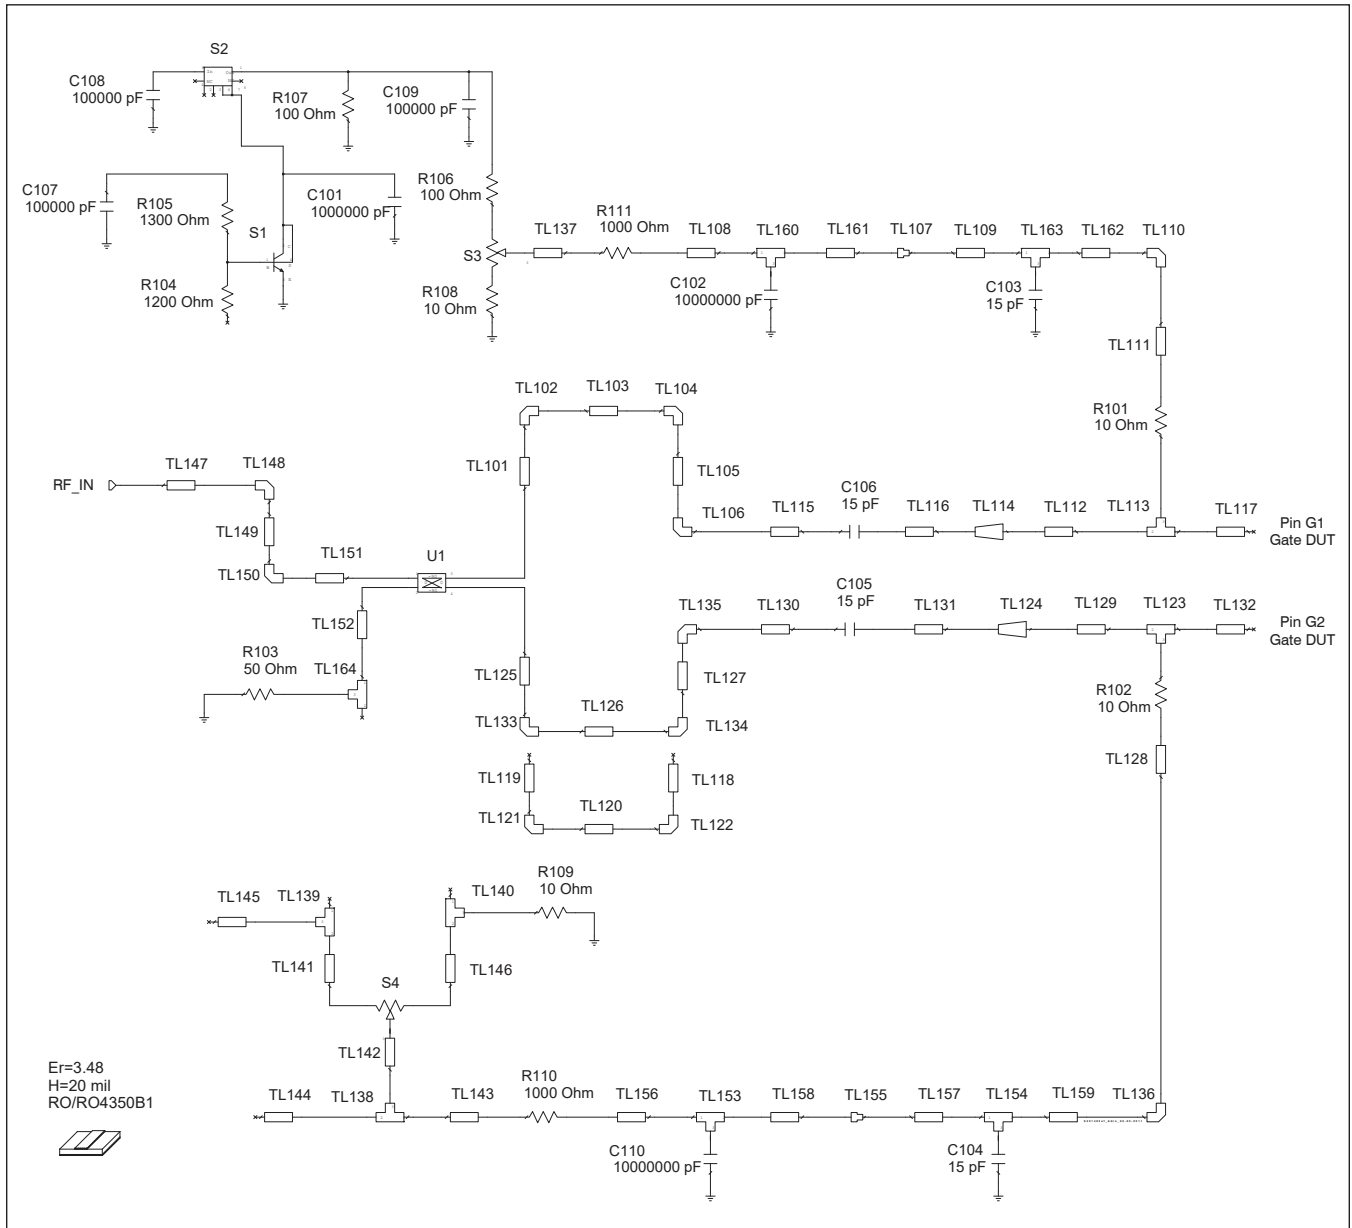 S2
C108
100000 pF
R107
100 Ohm
C109
100000 pF
C107
100000 pF
R105
1300 Ohm
S1
C101
1000000 pF
R106
100 Ohm
R104
1200 Ohm
S3
R108
10 Ohm
TL137
R111
1000 Ohm
TL108
TL160
TL161
TL107
TL109
TL163
TL162
TL110
C102
10000000 pF
C103
15 pF
TL111
R101
10 Ohm
TL102
TL103
TL104
TL101
TL105
RF_IN
TL147
TL148
TL149
TL150
TL151
U1
TL106
TL115
C106
15 pF
TL116
TL114
TL112
TL113
TL117
Pin G1
Gate DUT
TL152
R103
50 Ohm
TL164
TL135
TL130
C105
15 pF
TL131
TL124
TL129
TL123
TL132
Pin G2
Gate DUT
TL125
TL127
TL133
TL126
TL134
R102
10 Ohm
TL128
TL119
TL118
TL120
TL121
TL122
TL145
TL139
TL140
R109
10 Ohm
TL141
TL146
S4
TL142
Er=3.48
H=20 mil
RO/RO4350B1
TL144
TL138
TL143
R110
1000 Ohm
TL156
TL153
TL158
TL155
TL157
TL154
TL159
TL136
C110
10000000 pF
C104
15 pF